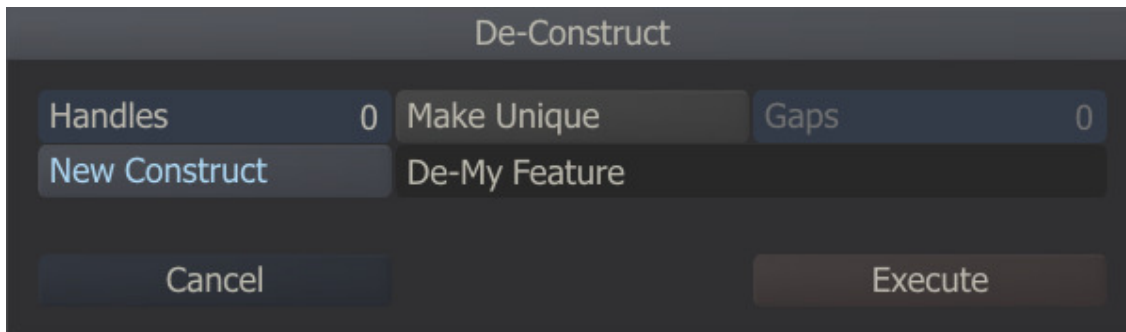 De-Construct
Handles 0 Make Unique Gaps 0
New Construct De-My Feature
Cancel Execute